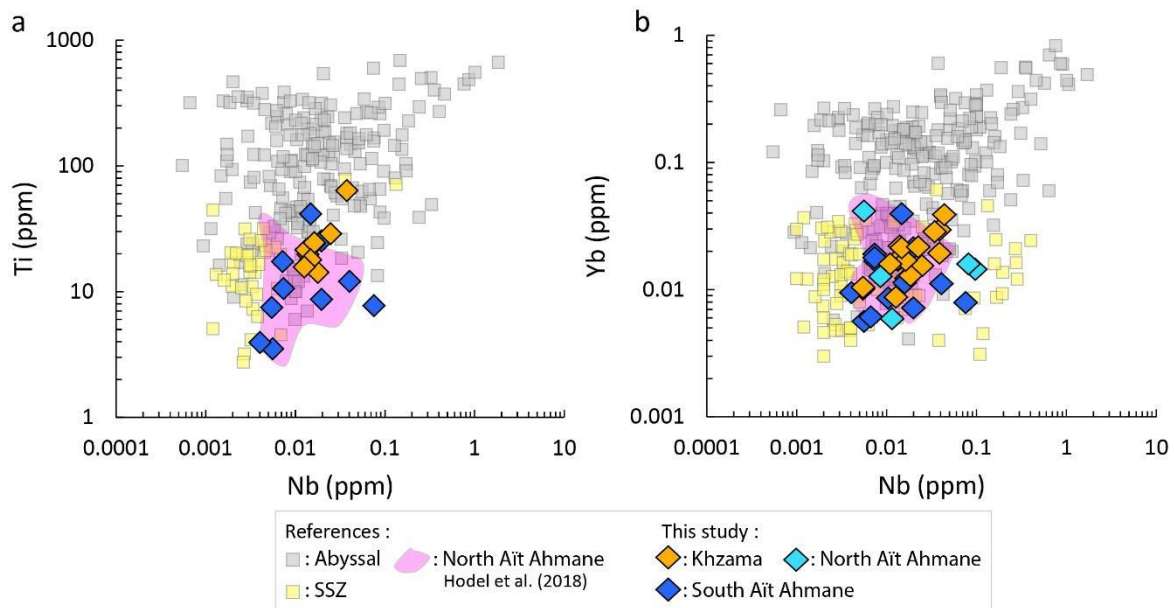 a
1000
100
10
1
Ti (ppm)
0.0001 0.001 0.01 0.1 1 10
Nb (ppm)
b
1
0.1
0.01
0.001
Yb (ppm)
0.0001 0.001 0.01 0.1 1 10
Nb (ppm)
References :
: Abyssal
: SSZ
: North Aït Ahmane
Hodel et al. (2018)
This study :
: Khzama
: North Aït Ahmane
: South Aït Ahmane